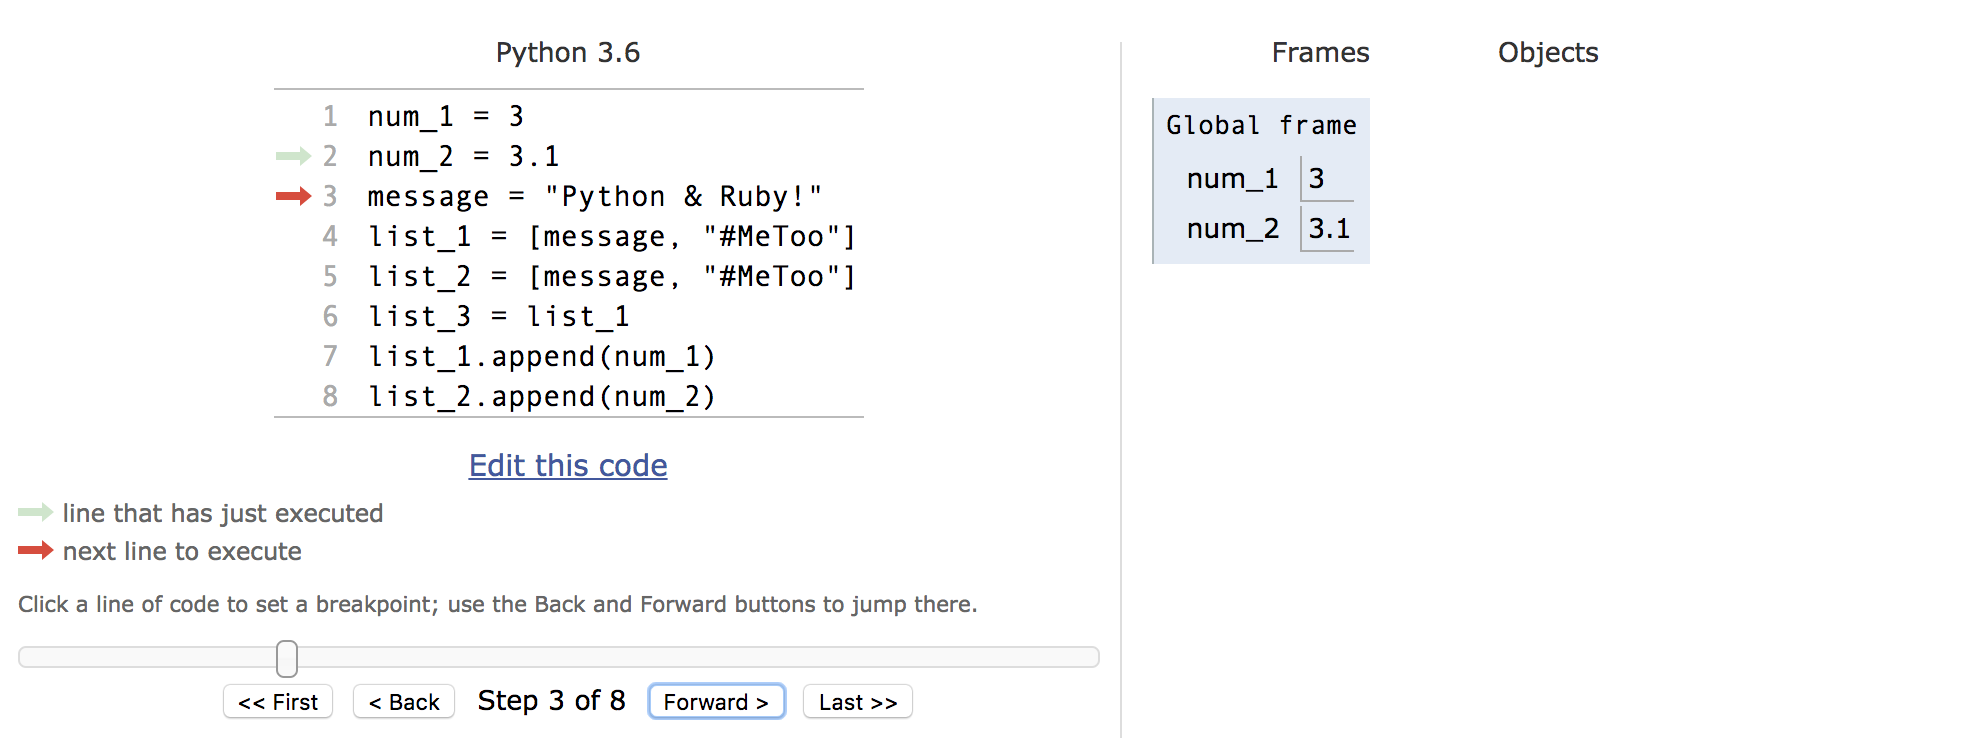 Python 3.6
1 num_1 = 3
2 num_2 = 3.1
3 message = "Python & Ruby!"
4 list_1 = [message, "#MeToo"]
5 list_2 = [message, "#MeToo"]
6 list_3 = list_1
7 list_1.append(num_1)
8 list_2.append(num_2)
Edit this code
line that has just executed
next line to execute
Click a line of code to set a breakpoint; use the Back and Forward buttons to jump there.
<< First < Back Step 3 of 8 Forward > Last >>
Frames Objects
Global frame
num_1 3
num_2 3.1